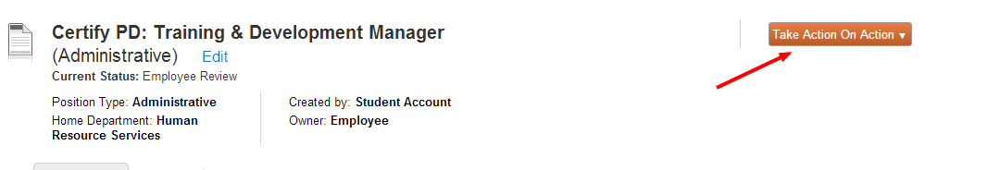 Certify PD: Training & Development Manager
(Administrative) Edit
Current Status: Employee Review
Position Type: Administrative
Home Department: Human
Resource Services
Created by: Student Account
Owner: Employee
Take Action On Action ▼